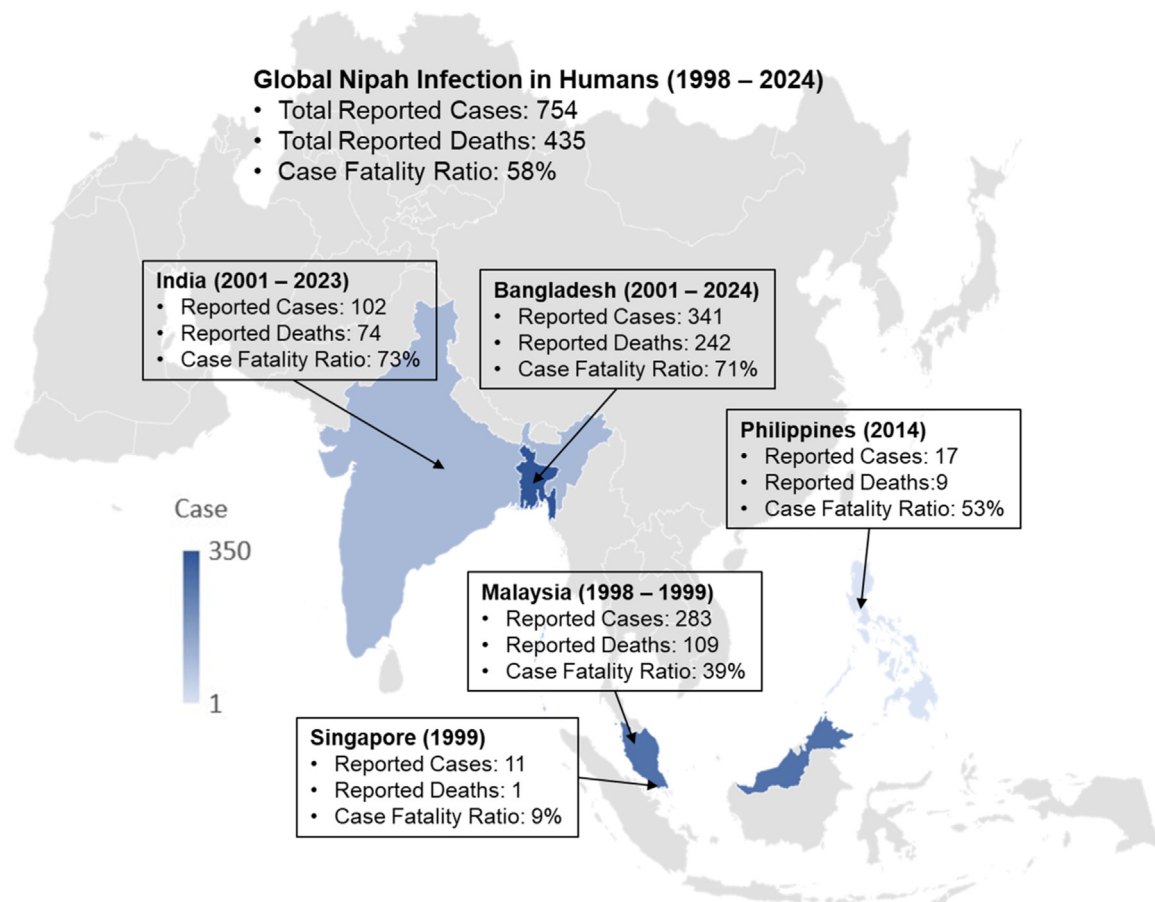 Global Nipah Infection in Humans (1998 – 2024)
• Total Reported Cases: 754
• Total Reported Deaths: 435
• Case Fatality Ratio: 58%
India (2001 – 2023)
• Reported Cases: 102
• Reported Deaths: 74
• Case Fatality Ratio: 73%
Bangladesh (2001 – 2024)
• Reported Cases: 341
• Reported Deaths: 242
• Case Fatality Ratio: 71%
Philippines (2014)
• Reported Cases: 17
• Reported Deaths:9
• Case Fatality Ratio: 53%
Case
350
1
Malaysia (1998 – 1999)
• Reported Cases: 283
• Reported Deaths: 109
• Case Fatality Ratio: 39%
Singapore (1999)
• Reported Cases: 11
• Reported Deaths: 1
• Case Fatality Ratio: 9%